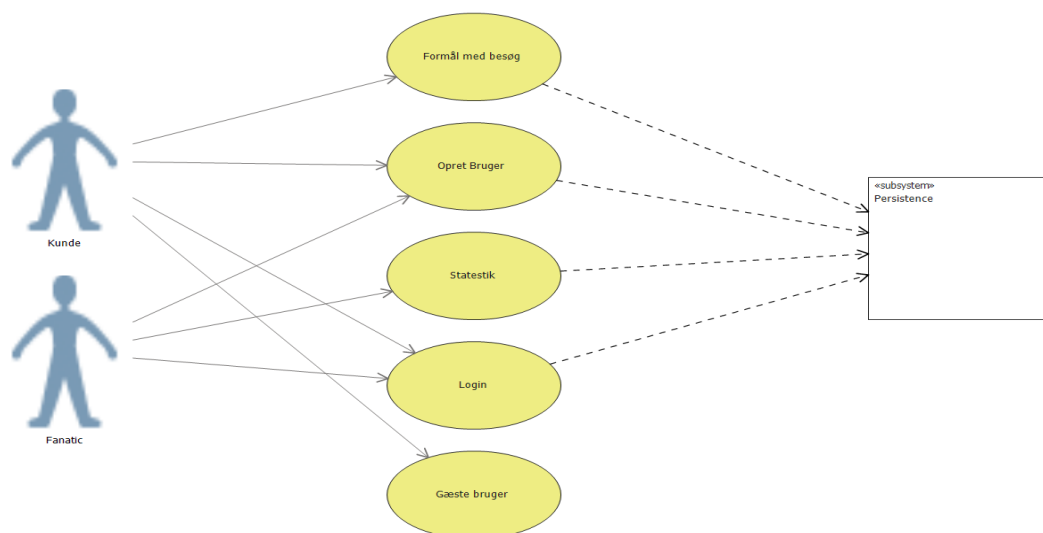 Formål med besøg
Opret Bruger
«subsystem»
Persistence
Kunde
Statestik
Login
Fanatic
Gæste bruger